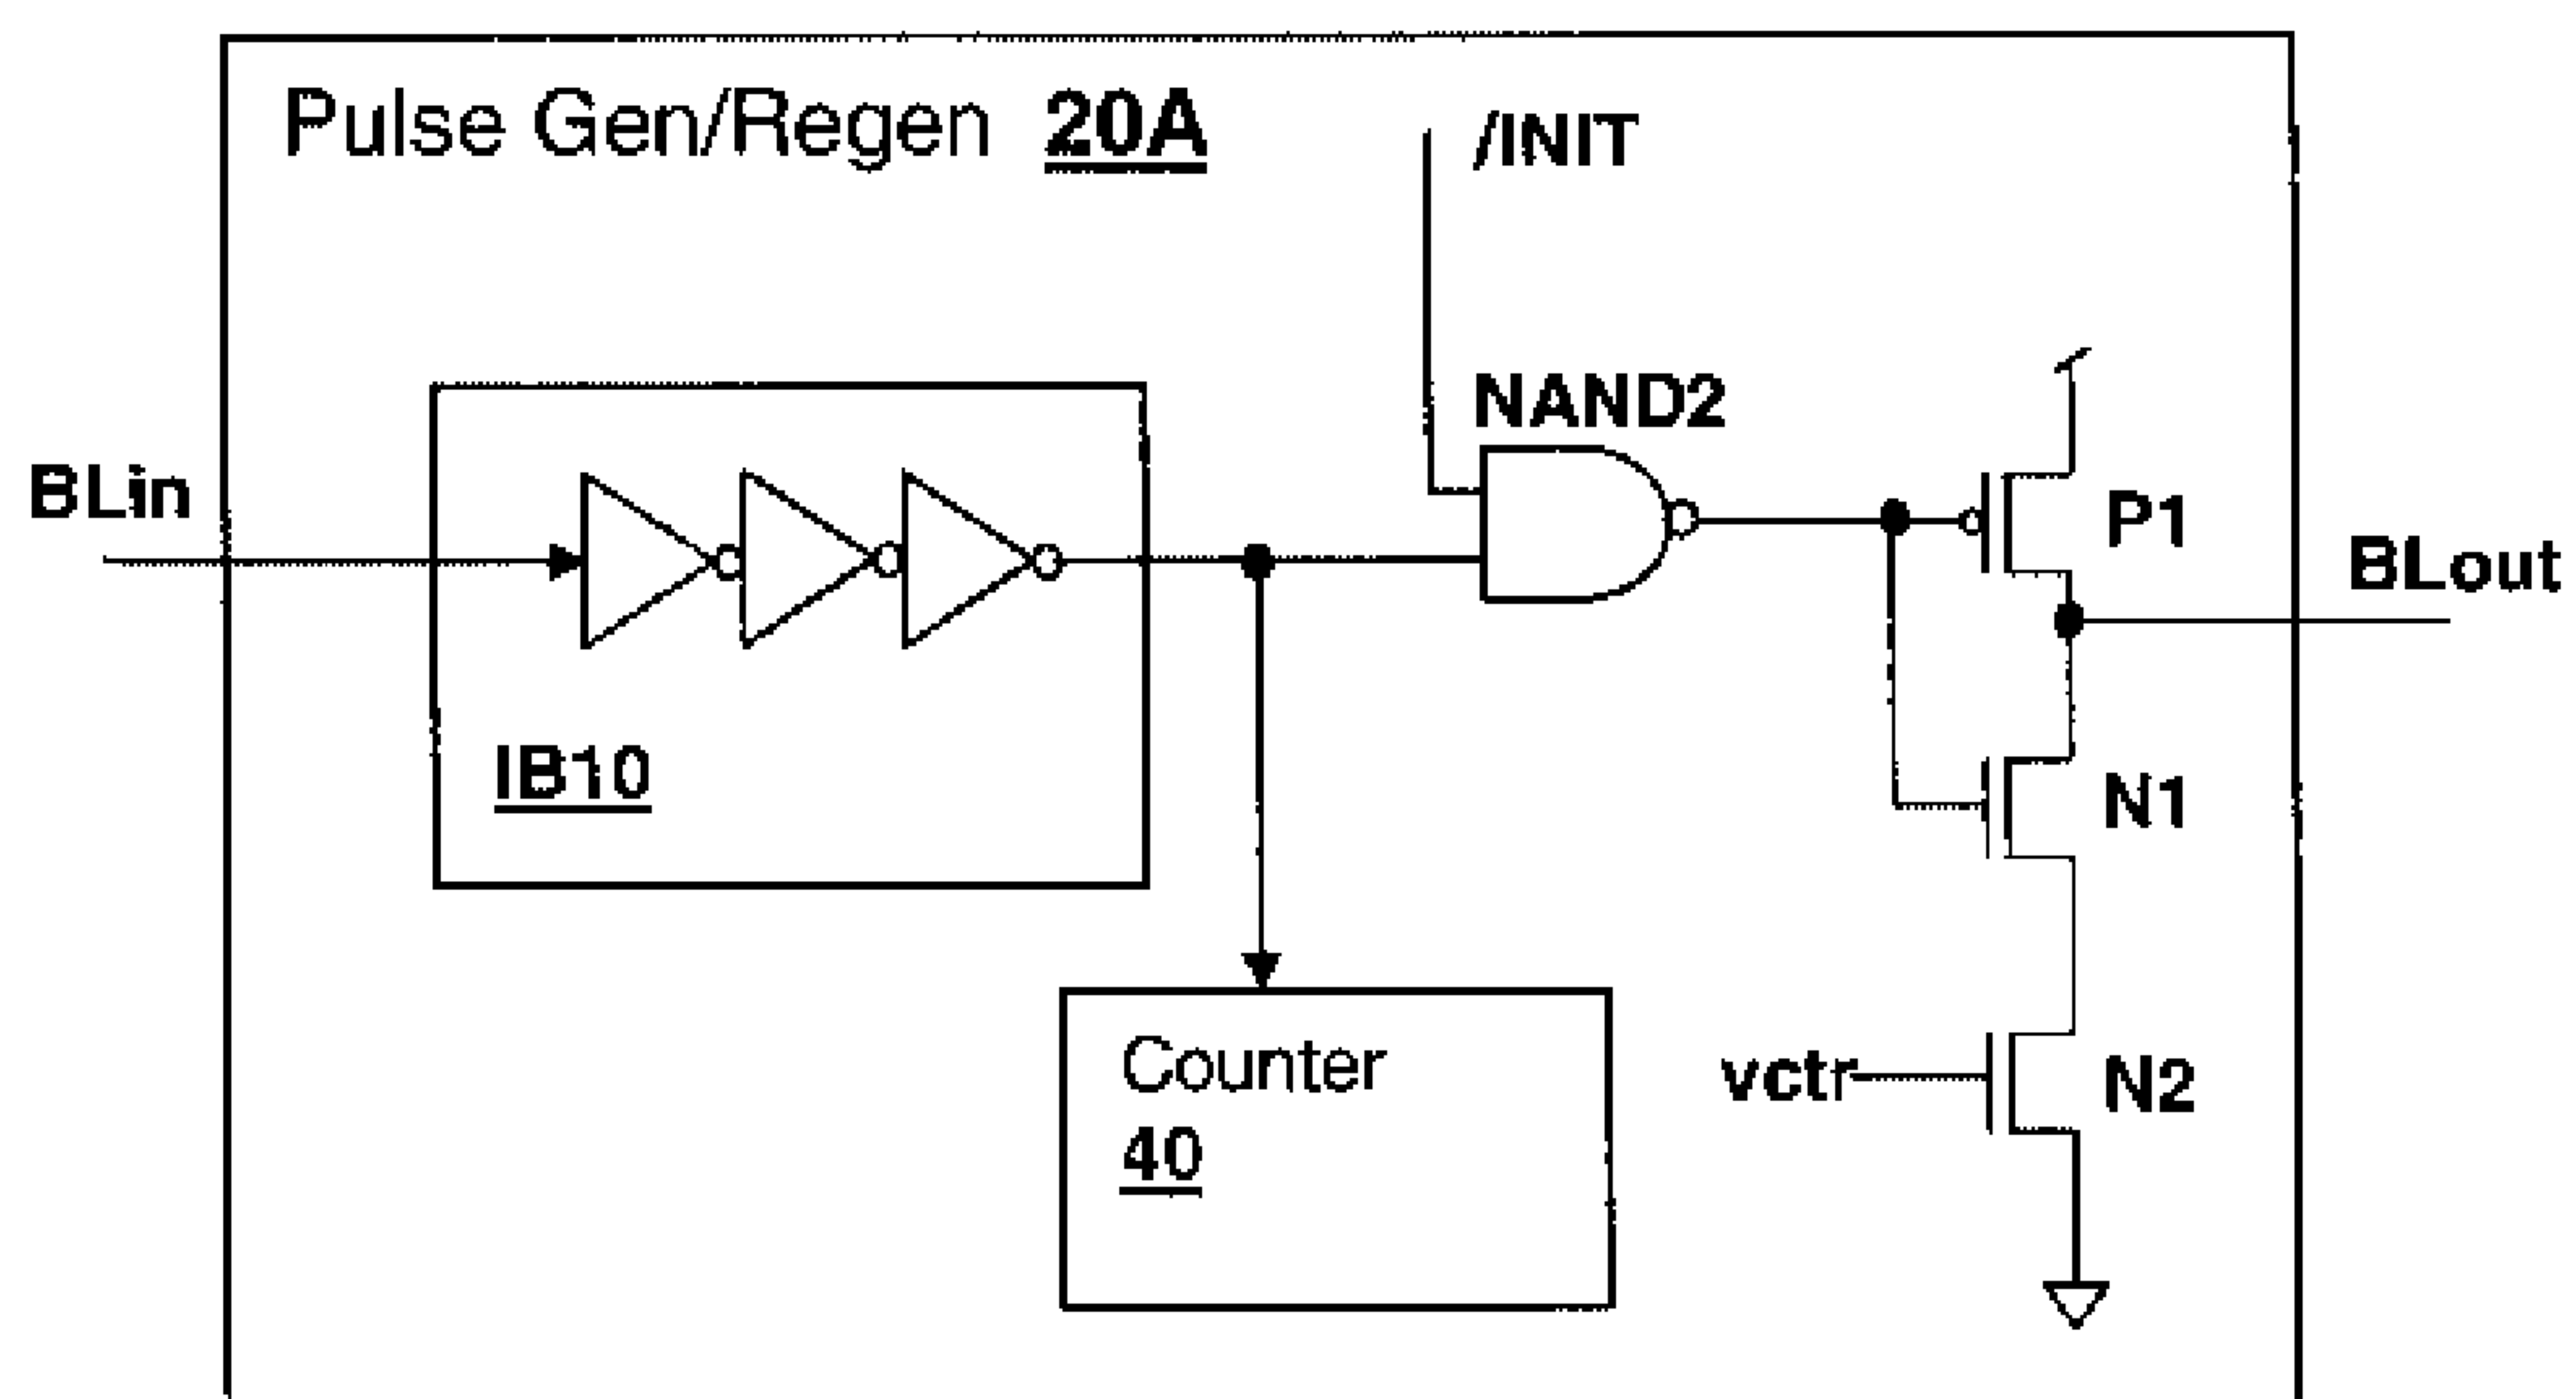 Pulse Gen/Regen 20A
/INIT
NAND2
BLin
P1
BLout
IB10
N1
Counter
40
vctr
N2